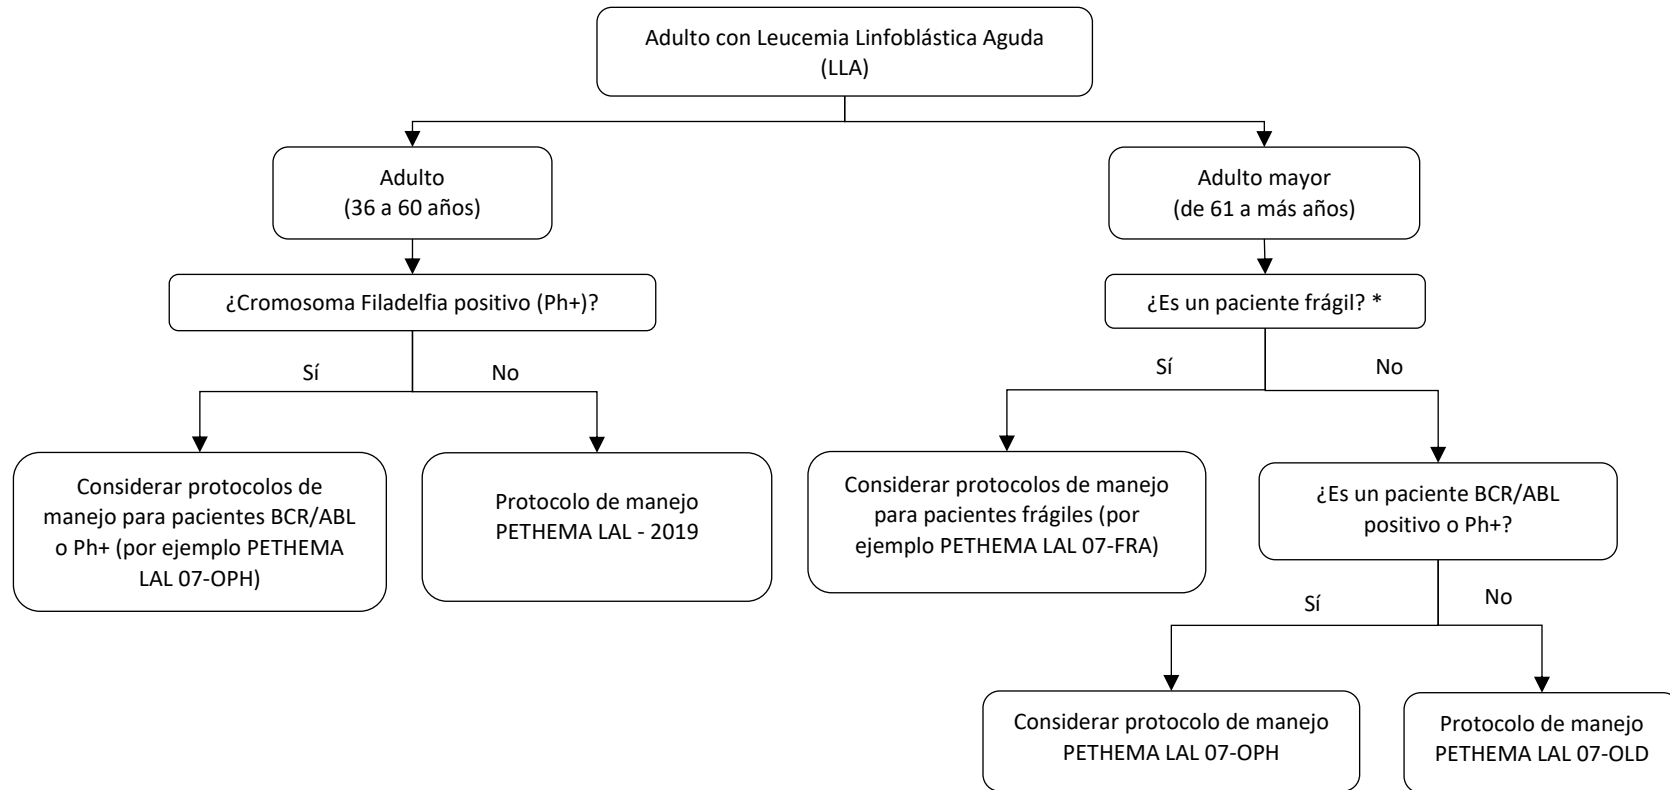 Adulto con Leucemia Linfoblástica Aguda
(LLA)
Adulto
(36 a 60 años)
Adulto mayor
(de 61 a más años)
¿Cromosoma Filadelfia positivo (Ph+)?
¿Es un paciente frágil? *
Sí
No
Sí
No
Considerar protocolos de
manejo para pacientes BCR/ABL
o Ph+ (por ejemplo PETHEMA
LAL 07-OPH)
Protocolo de manejo
PETHEMA LAL - 2019
Considerar protocolos de manejo
para pacientes frágiles (por
ejemplo PETHEMA LAL 07-FRA)
¿Es un paciente BCR/ABL
positivo o Ph+?
Sí
No
Considerar protocolo de manejo
PETHEMA LAL 07-OPH
Protocolo de manejo
PETHEMA LAL 07-OLD